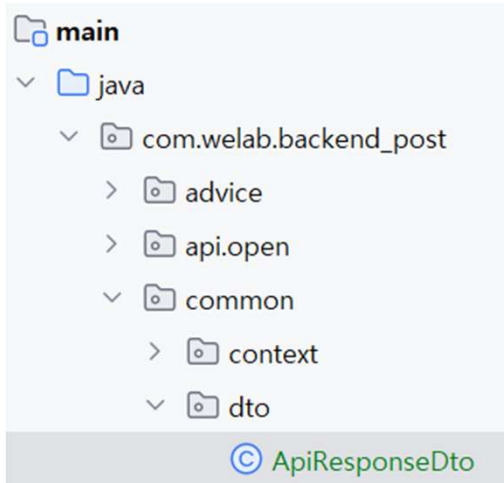 main
java
com.welab.backend_post
advice
api.open
common
context
dto
ApiResponseDto